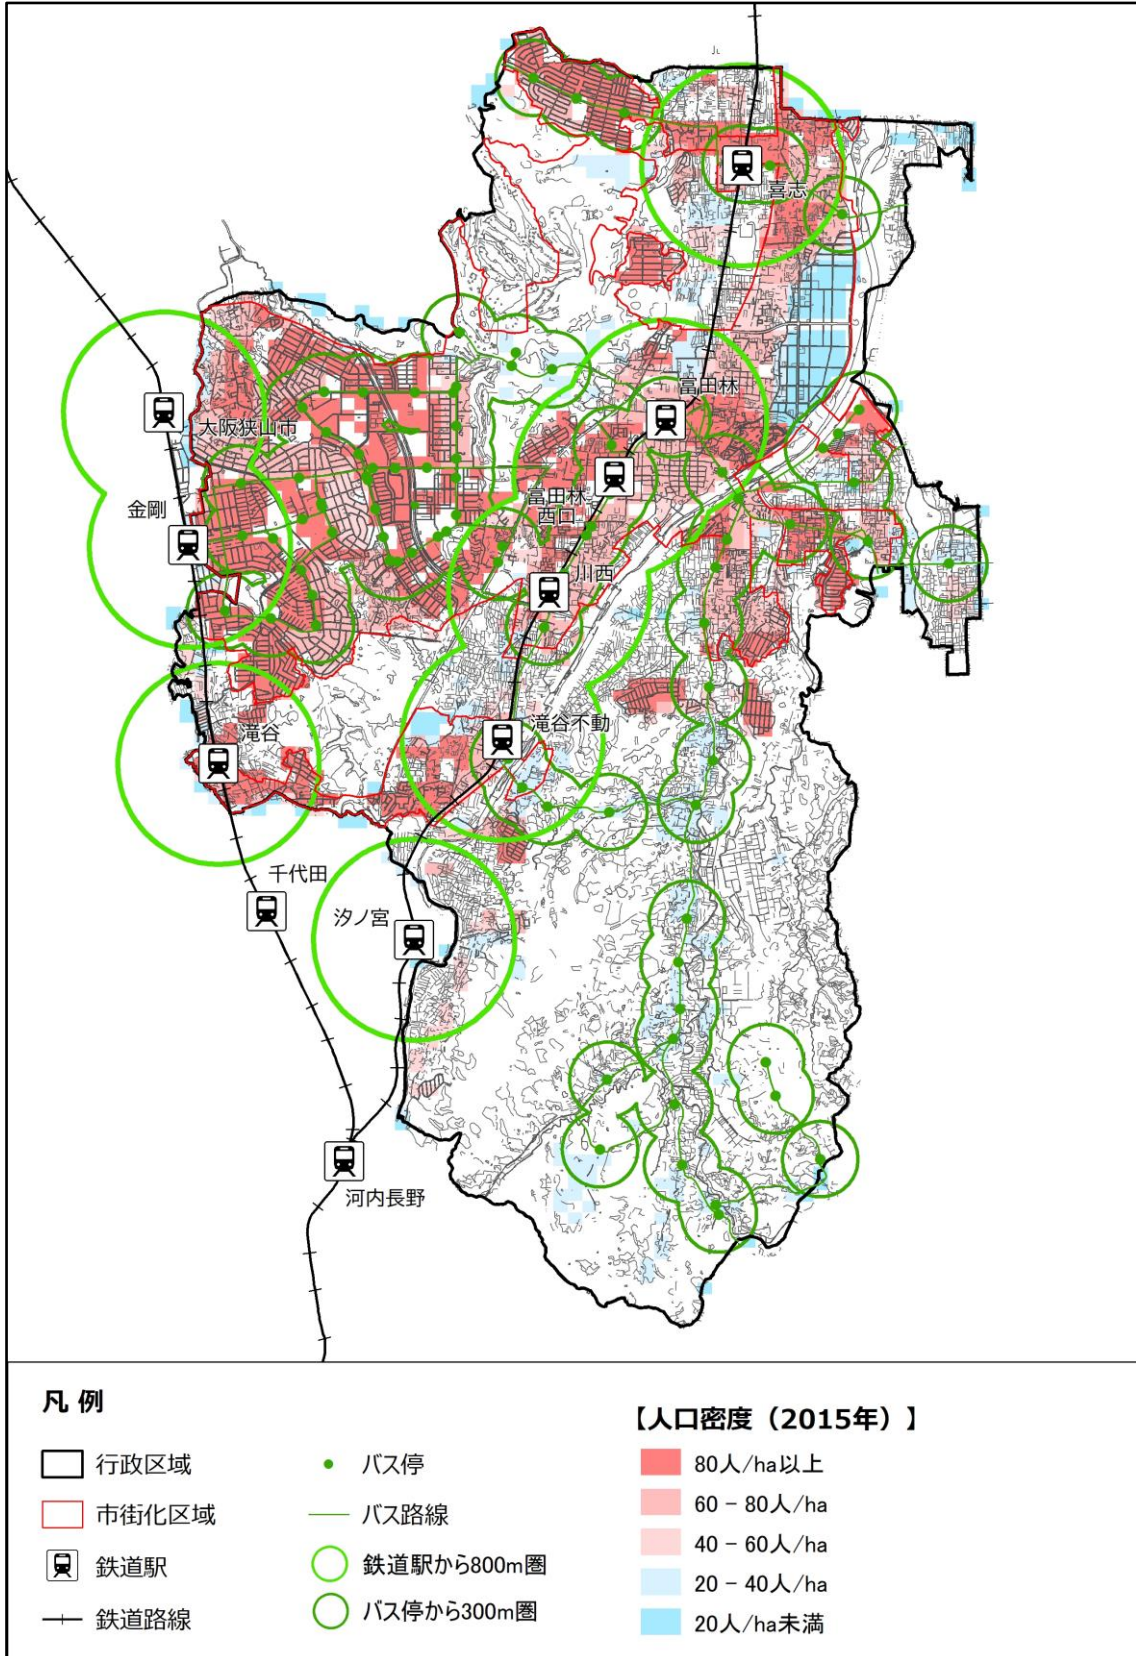 喜志
富田林
大阪狭山市
富田林
西口
金剛
川西
滝谷不動
滝谷
千代田
汐ノ宮
河内長野
凡 例
行政区域
市街化区域
鉄道駅
鉄道路線
バス停
バス路線
鉄道駅から800m圏
バス停から300m圏
【人口密度（2015年）】
80人/ha以上
60 − 80人/ha
40 − 60人/ha
20 − 40人/ha
20人/ha未満